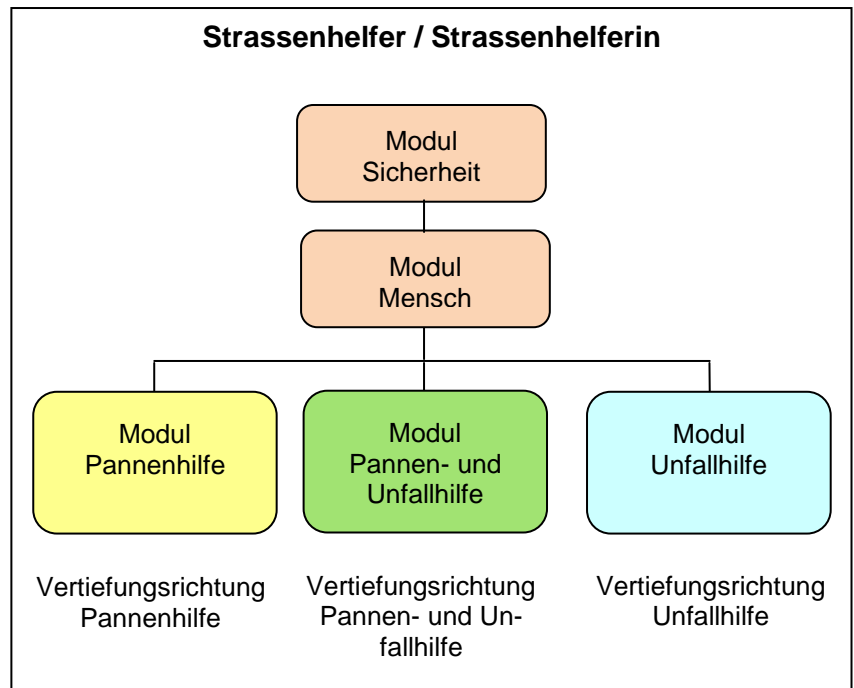 Strassenhelfer / Strassenhelferin
Modul
Sicherheit
Modul
Mensch
Modul
Pannenhilfe
Modul
Pannen- und
Unfallhilfe
Modul
Unfallhilfe
Vertiefungsrichtung
Pannenhilfe
Vertiefungsrichtung
Pannen- und Un-
fallhilfe
Vertiefungsrichtung
Unfallhilfe